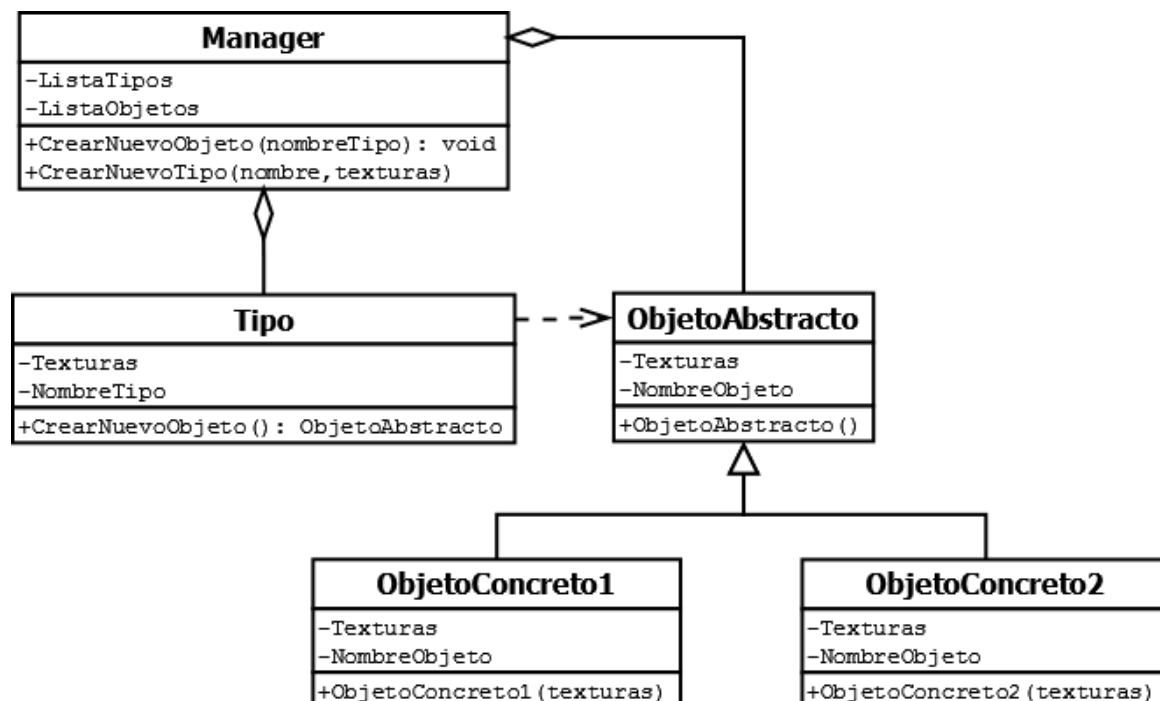 Manager
-ListaTipos
-ListaObjetos
+CrearNuevoObjeto(nombreTipo): void
+CrearNuevoTipo(nombre,texturas)
Tipo
-Texturas
-NombreTipo
+CrearNuevoObjeto(): ObjetoAbstracto
ObjetoAbstracto
-Texturas
-NombreObjeto
+ObjetoAbstracto()
ObjetoConcreto1
-Texturas
-NombreObjeto
+ObjetoConcreto1(texturas)
ObjetoConcreto2
-Texturas
-NombreObjeto
+ObjetoConcreto2(texturas)